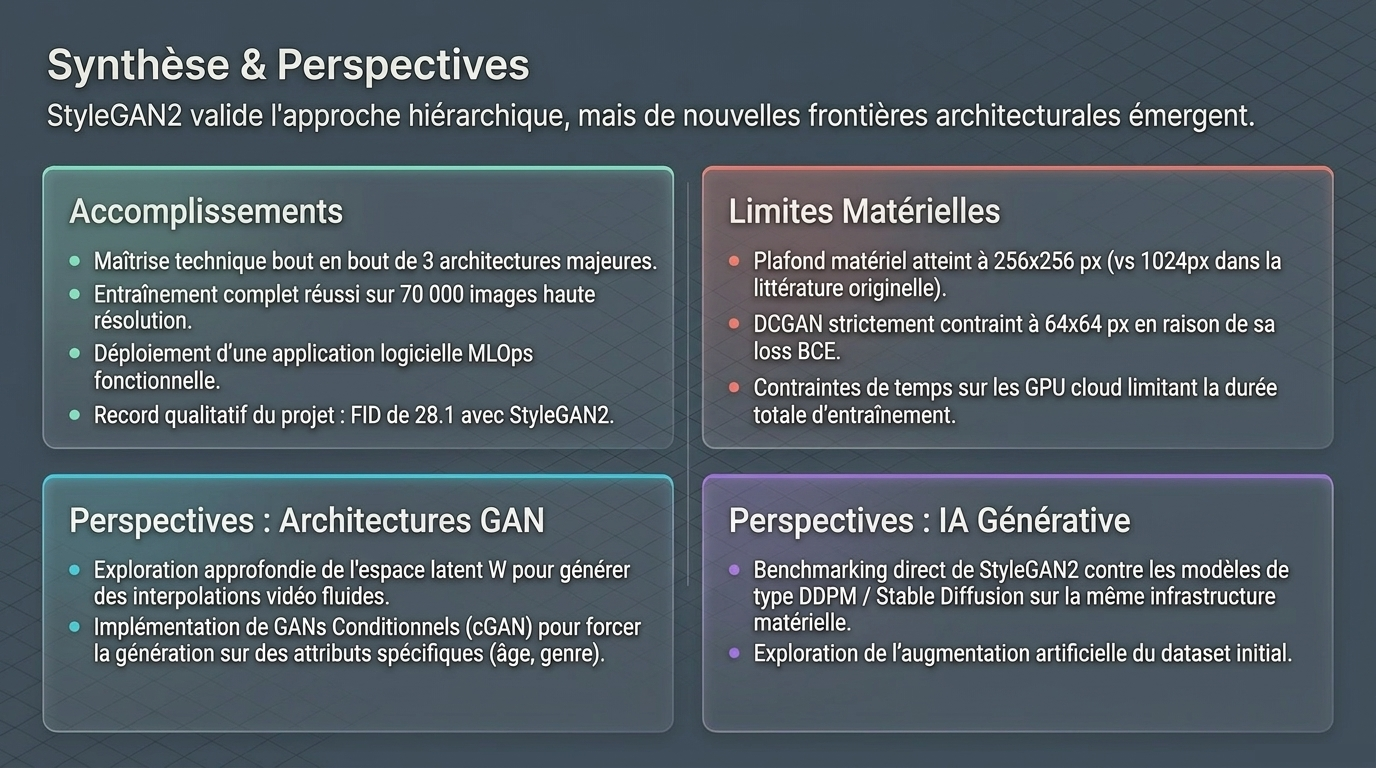 Synthèse & Perspectives
StyleGAN2 valide l'approche hiérarchique, mais de nouvelles frontières architecturales émergent.
Accomplissements
Maîtrise technique bout en bout de 3 architectures majeures.
Entraînement complet réussi sur 70 000 images haute
résolution.
Déploiement d’une application logicielle MLOps
fonctionnelle.
Record qualitatif du projet : FID de 28.1 avec StyleGAN2.
Limites Matérielles
Plafond matériel atteint à 256x256 px (vs 1024px dans la
littérature originelle).
DCGAN strictement contraint à 64x64 px en raison de sa
loss BCE.
Contraintes de temps sur les GPU cloud limitant la durée
totale d’entraînement.
Perspectives : Architectures GAN
Exploration approfondie de l'espace latent W pour générer
des interpolations vidéo fluides.
Implémentation de GANs Conditionnels (cGAN) pour forcer
la génération sur des attributs spécifiques (âge, genre).
Perspectives : IA Générative
Benchmarking direct de StyleGAN2 contre les modèles de
type DDPM / Stable Diffusion sur la même infrastructure
matérielle.
Exploration de l’augmentation artificielle du dataset initial.